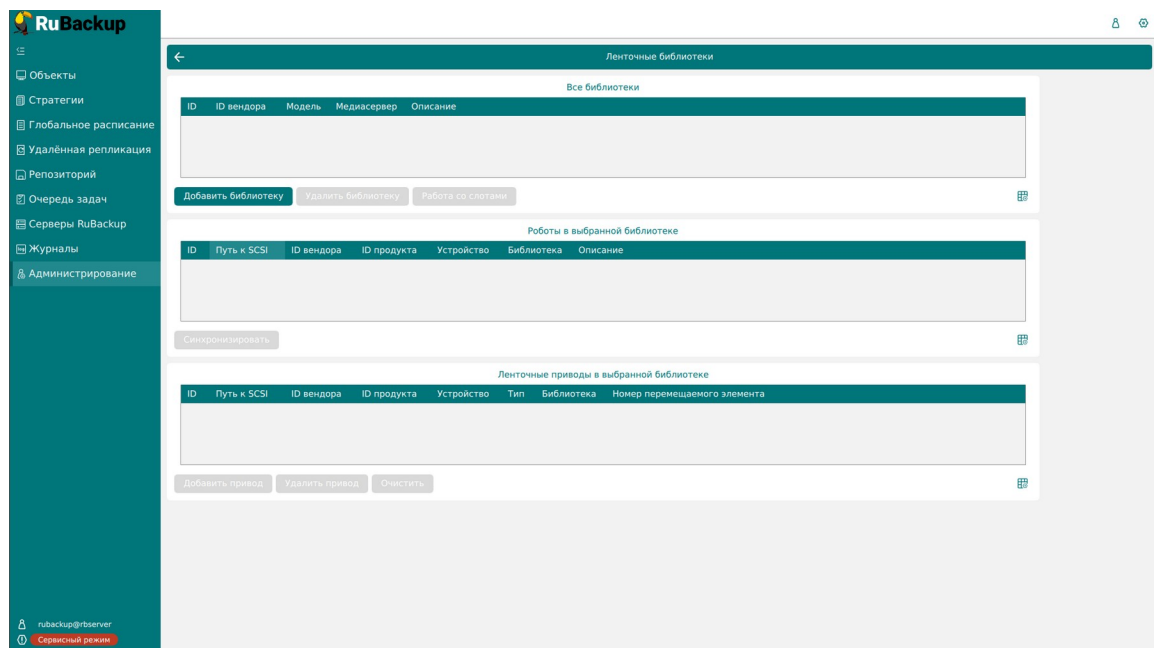 RuBackup
Объекты
Стратегии
Глобальное расписание
Удалённая репликация
Репозиторий
Очередь задач
Серверы RuBackup
Журналы
Администрирование
rubackup@rbserver
Сервисный режим
Ленточные библиотеки
Все библиотеки
ID ID вендора Модель Медиасервер Описание
Добавить библиотеку Удалить библиотеку Работа со слотами
Роботы в выбранной библиотеке
ID Путь к SCSI ID вендора ID продукта Устройство Библиотека Описание
Синхронизировать
Ленточные приводы в выбранной библиотеке
ID Путь к SCSI ID вендора ID продукта Устройство Тип Библиотека Номер перемещаемого элемента
Добавить привод Удалить привод Очистить